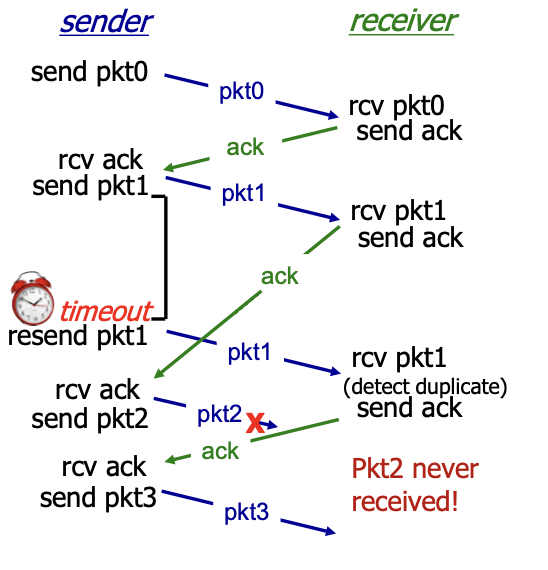 sender
receiver
send pkt0
pkt0
rcv pkt0
send ack
ack
rcv ack
send pkt1
pkt1
rcv pkt1
send ack
ack
timeout
resend pkt1
pkt1
rcv pkt1
(detect duplicate)
send ack
rcv ack
send pkt2
pkt2
X
ack
rcv ack
send pkt3
pkt3
Pkt2 never
received!